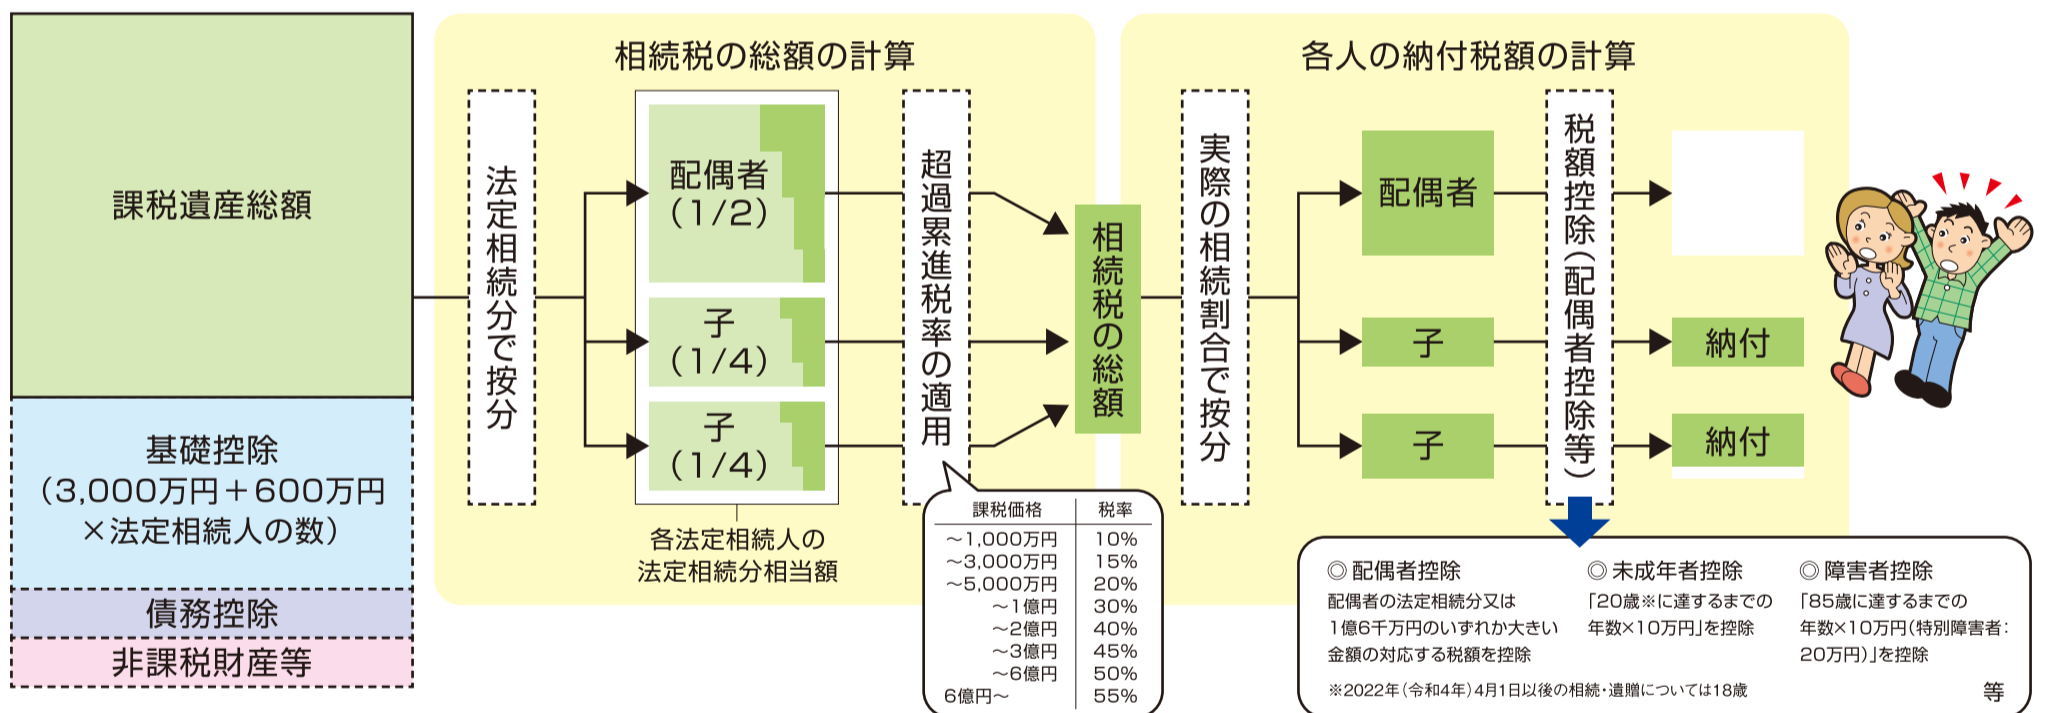 課税遺産総額
基礎控除
（3,000万円＋600万円
×法定相続人の数）
債務控除
非課税財産等
相続税の総額の計算
法定相続分で按分
配偶者
（1/2）
子
（1/4）
子
（1/4）
各法定相続人の
法定相続分相当額
超過累進税率の適用
課税価格 税率
～1,000万円 10%
～3,000万円 15%
～5,000万円 20%
～1億円 30%
～2億円 40%
～3億円 45%
～6億円 50%
6億円～ 55%
相続税の総額
各人の納付税額の計算
実際の相続割合で按分
配偶者
子
子
税額控除（配偶者控除等）
納付
納付
◎配偶者控除
配偶者の法定相続分又は
1億6千万円のいずれか大きい
金額の対応する税額を控除
◎未成年者控除
「20歳※に達するまでの
年数×10万円」を控除
◎障害者控除
「85歳に達するまでの
年数×10万円（特別障害者：
20万円）」を控除
※2022年（令和4年）4月1日以後の相続・遺贈については18歳
等